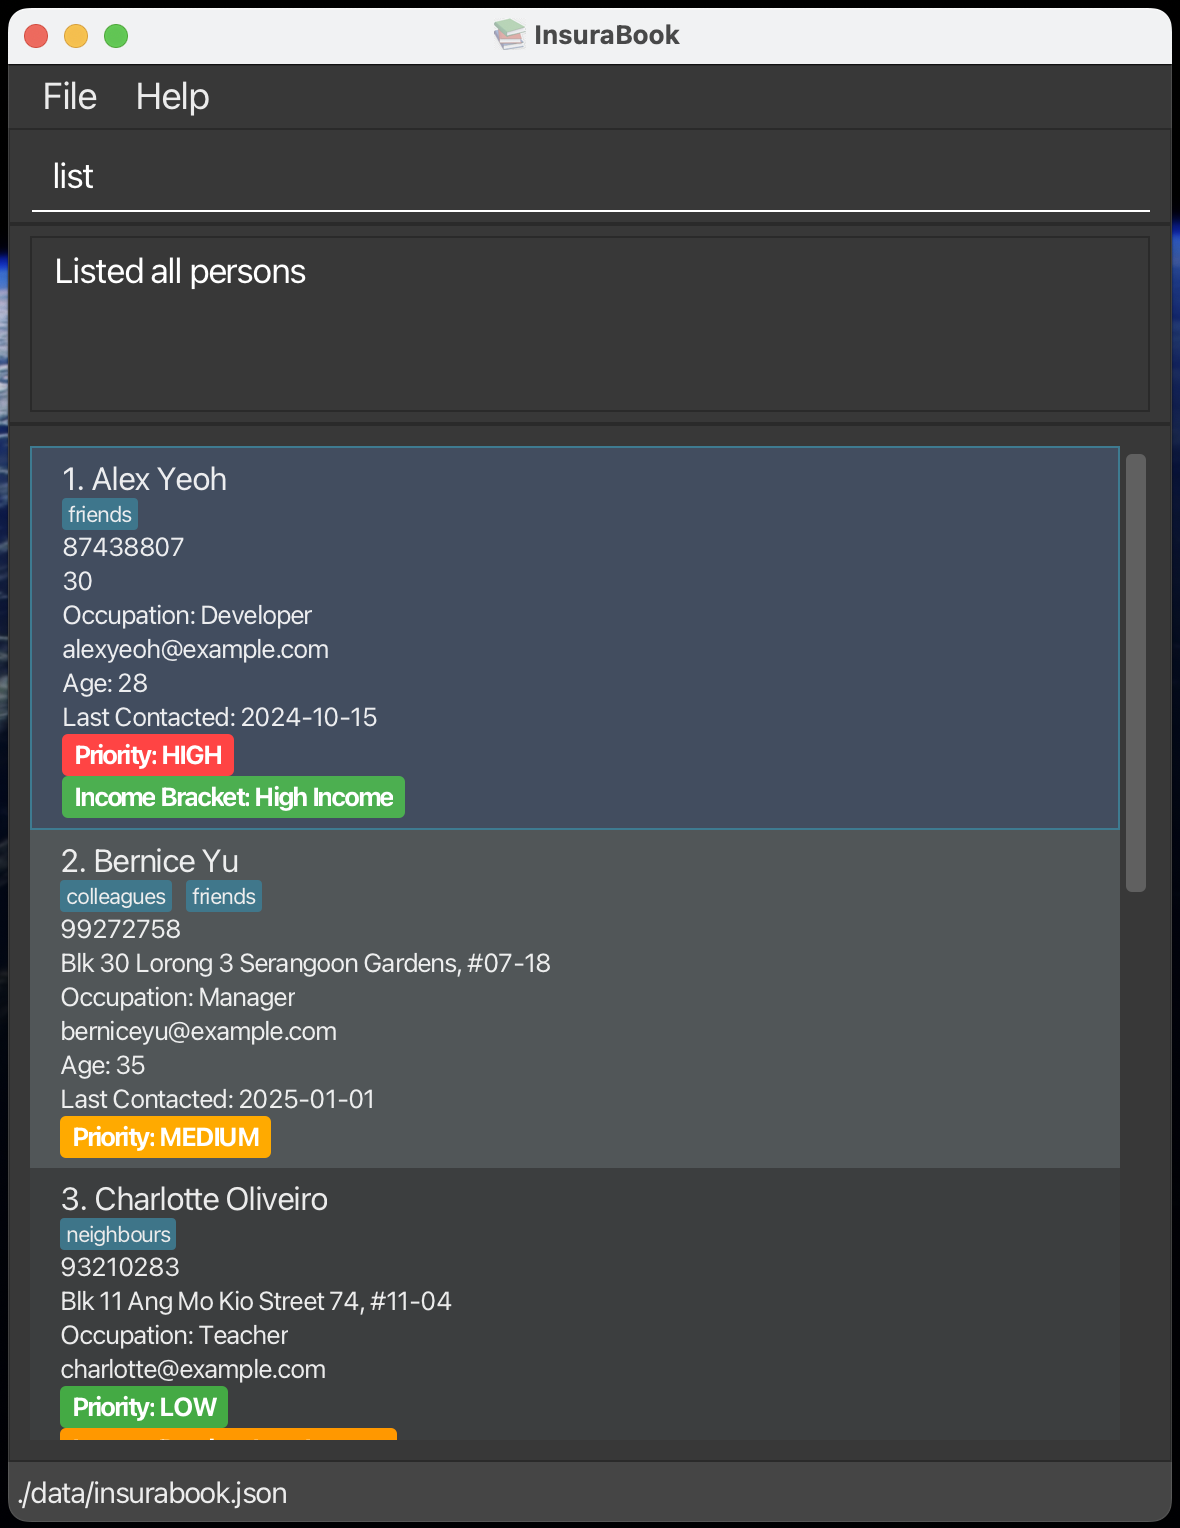 InsuraBook
File Help
list
Listed all persons
1. Alex Yeoh
friends
87438807
30
Occupation: Developer
alexyeoh@example.com
Age: 28
Last Contacted: 2024-10-15
Priority: HIGH
Income Bracket: High Income
2. Bernice Yu
colleagues friends
99272758
Blk 30 Lorong 3 Serangoon Gardens, #07-18
Occupation: Manager
berniceyu@example.com
Age: 35
Last Contacted: 2025-01-01
Priority: MEDIUM
3. Charlotte Oliveiro
neighbours
93210283
Blk 11 Ang Mo Kio Street 74, #11-04
Occupation: Teacher
charlotte@example.com
Priority: LOW
./data/insurabook.json